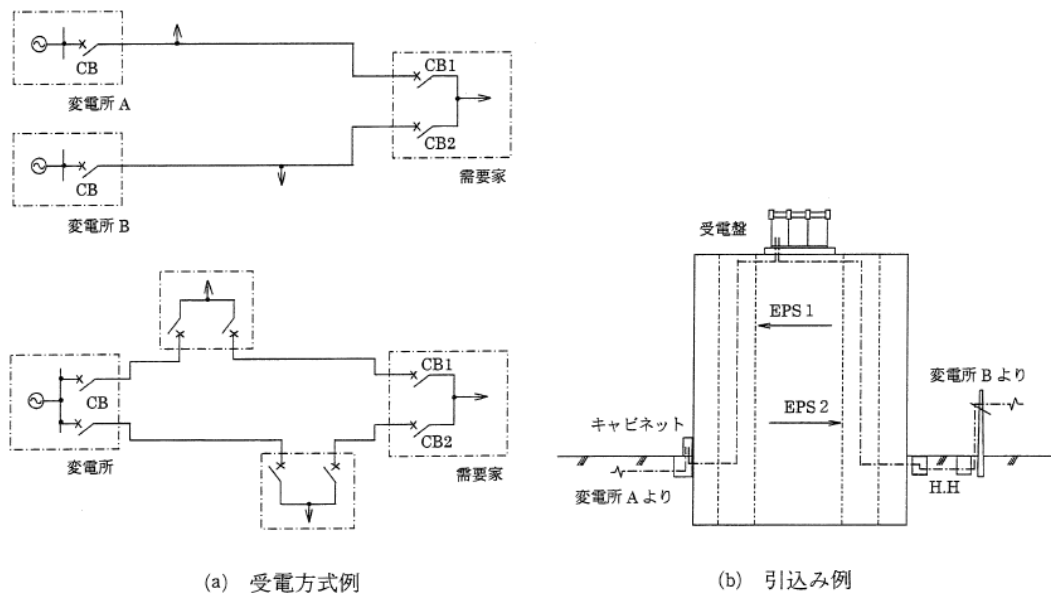 CB
変電所 A
CB
変電所 B
CB1
CB2
需要家
CB
変電所
CB1
CB2
需要家
(a) 受電方式例
受電盤
EPS 1
EPS 2
キャビネット
変電所 A より
変電所 B より
H.H
(b) 引込み例